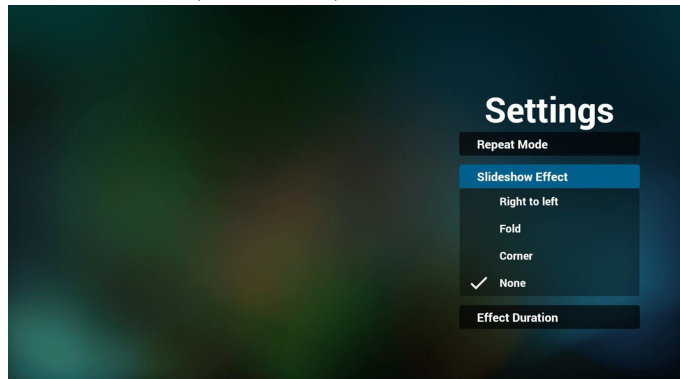 Settings
Repeat Mode
Slideshow Effect
Right to left
Fold
Corner
None
Effect Duration